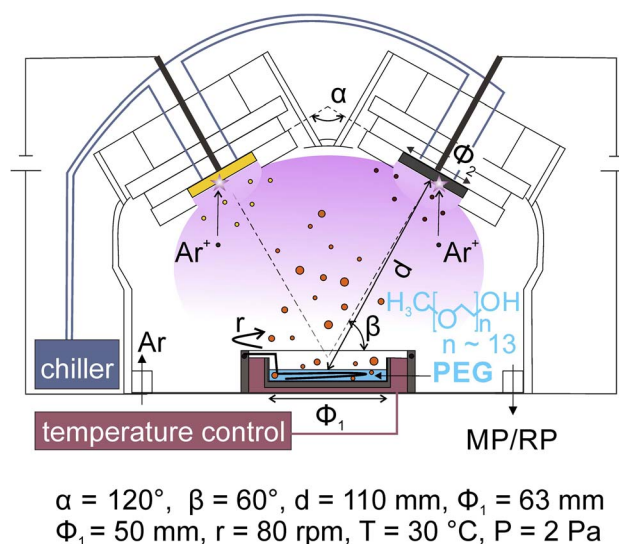 α
Φ₂
Ar⁺
Ar⁺
d
H₃C[O]ₙOH
n ~ 13
r
β
PEG
Ar
chiller
temperature control
Φ₁
MP/RP
α = 120°, β = 60°, d = 110 mm, Φ₁ = 63 mm
Φ₁= 50 mm, r = 80 rpm, T = 30 °C, P = 2 Pa